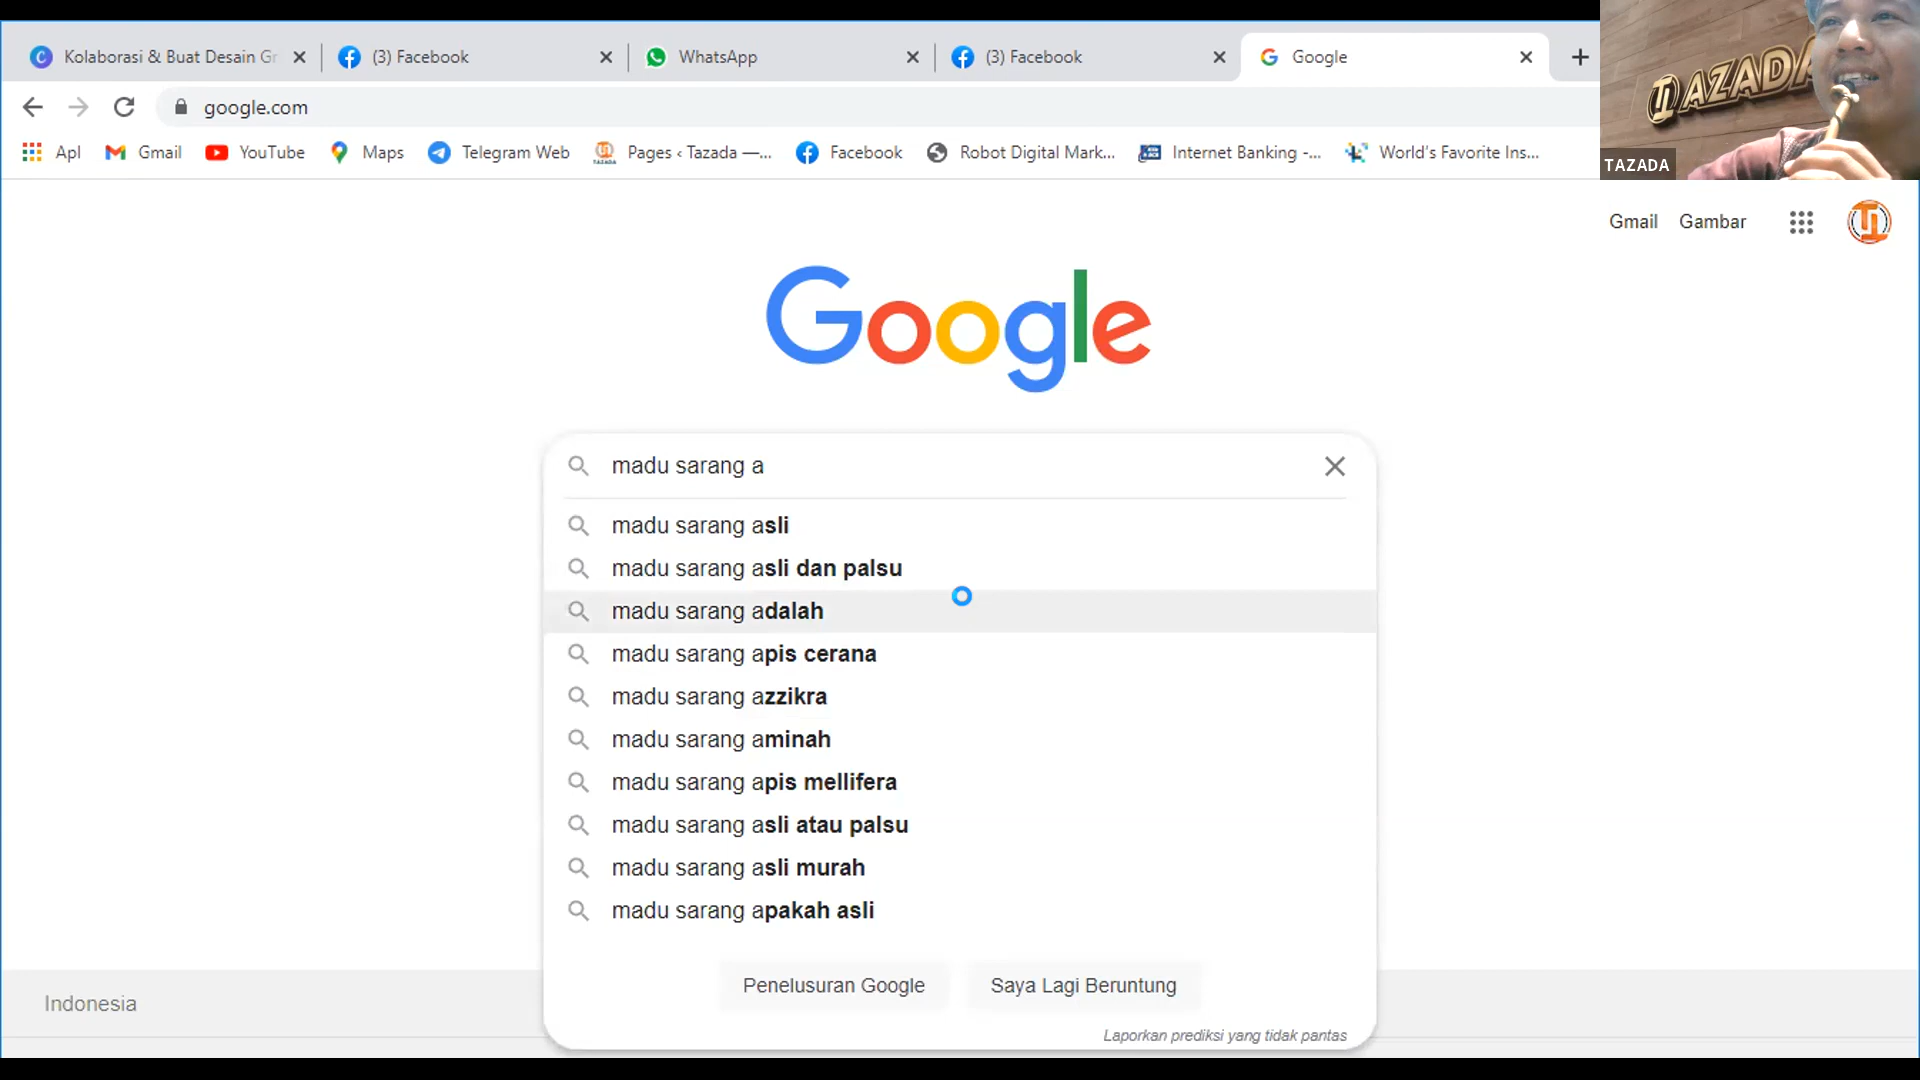 Kolaborasi & Buat Desain Gr
(3) Facebook
WhatsApp
(3) Facebook
Google
google.com
Apl
Gmail
YouTube
Maps
Telegram Web
Pages ‹ Tazada —...
Facebook
Robot Digital Mark...
Internet Banking -...
World's Favorite Ins...
TAZADA
TAZADA
Gmail
Gambar
Google
madu sarang a
madu sarang asli
madu sarang asli dan palsu
madu sarang adalah
madu sarang apis cerana
madu sarang azzikra
madu sarang aminah
madu sarang apis mellifera
madu sarang asli atau palsu
madu sarang asli murah
madu sarang apakah asli
Penelusuran Google
Saya Lagi Beruntung
Laporkan prediksi yang tidak pantas
Indonesia